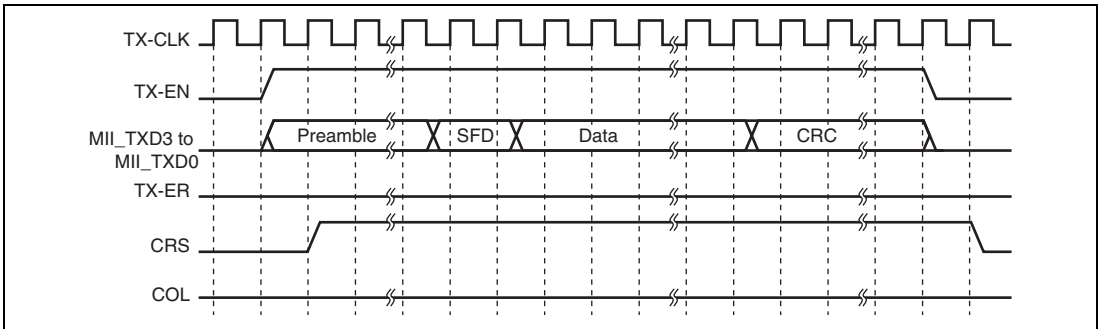 TX-CLK
TX-EN
MII_TXD3 to
MII_TXD0
Preamble
SFD
Data
CRC
TX-ER
CRS
COL